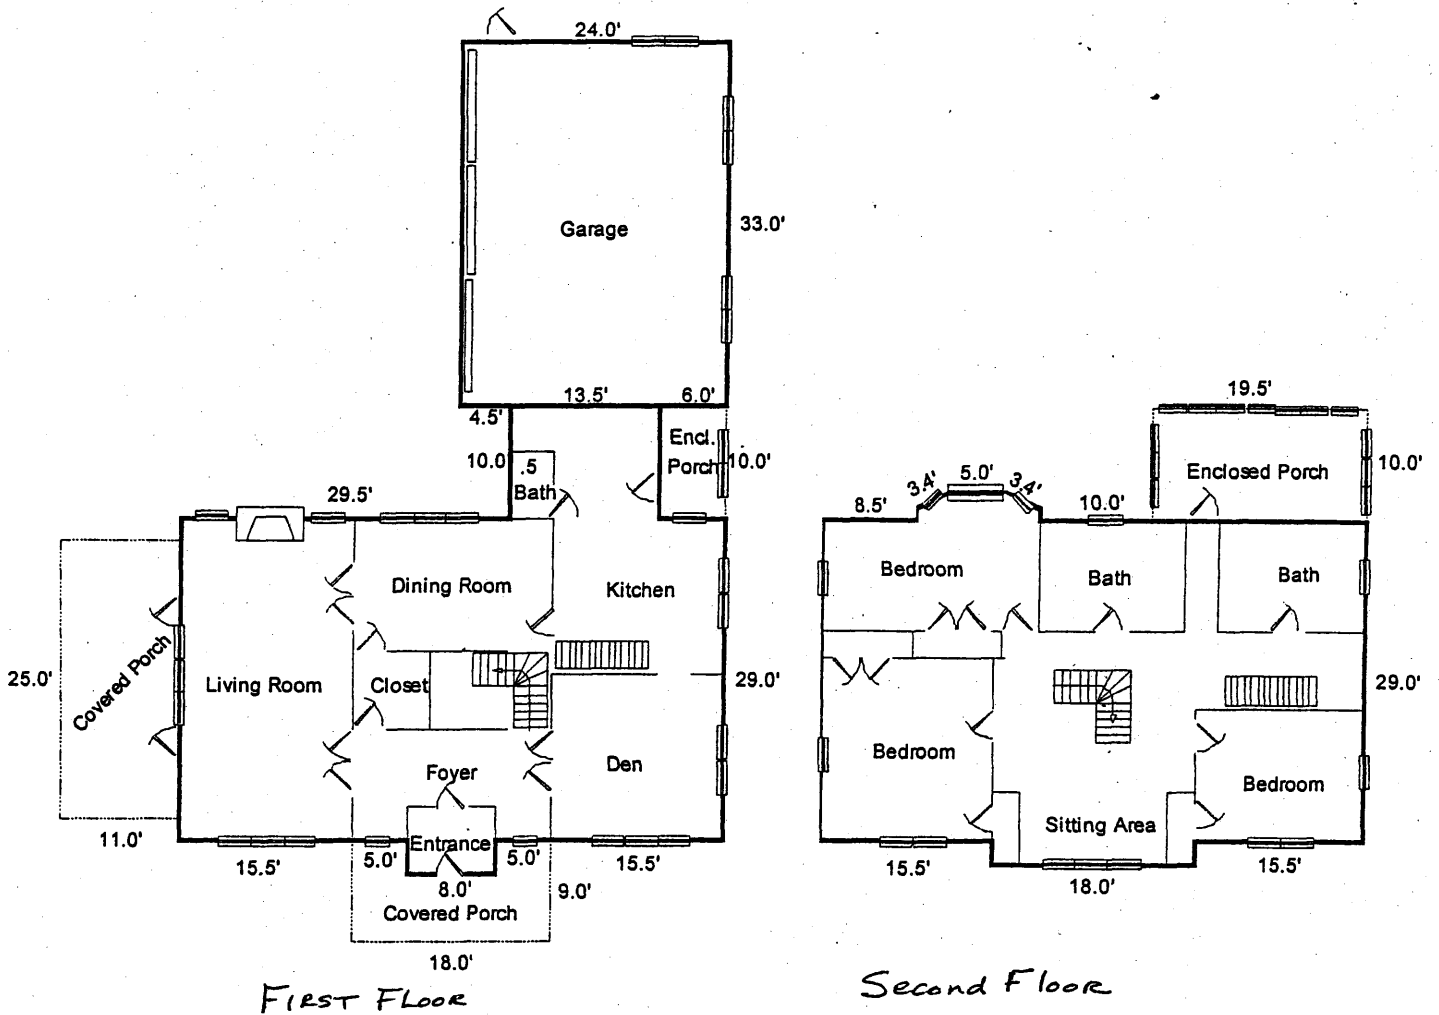 24.0'
Garage
33.0'
13.5'
6.0'
4.5'
Encl.
Porch
10.0'
10.0'
.5
Bath
29.5'
Dining Room
Kitchen
25.0'
Covered Porch
Living Room
Closet
29.0'
Foyer
Den
11.0'
Entrance
15.5'
5.0'
5.0'
15.5'
8.0'
9.0'
Covered Porch
18.0'
FIRST FLOOR
19.5'
Enclosed Porch
10.0'
8.5'
3.4'
5.0'
3.4'
10.0'
Bedroom
Bath
Bath
29.0'
Bedroom
Bedroom
Sitting Area
15.5'
18.0'
15.5'
Second FLOOR